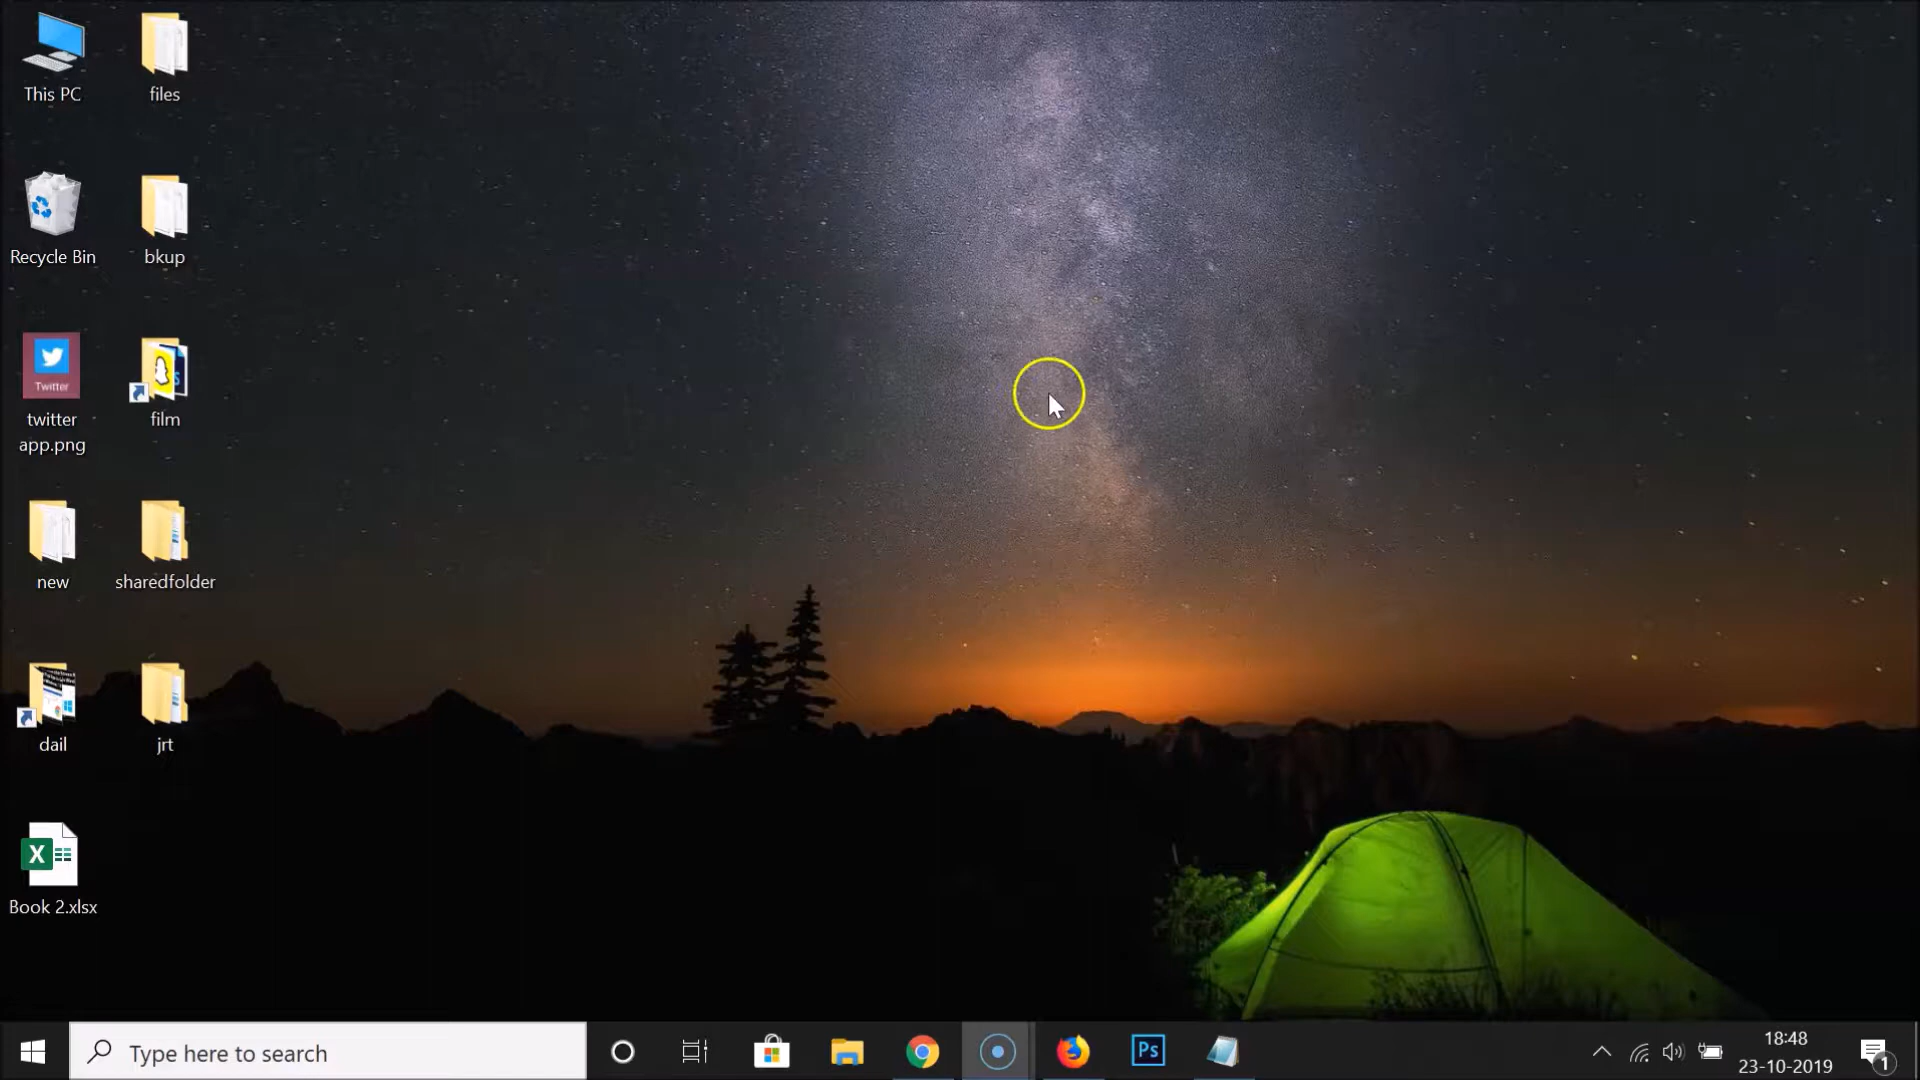 This PC
files
Recycle Bin
bkup
Twitter
twitter
app.png
film
new
sharedfolder
dail
jrt
X
Book 2.xlsx
Type here to search
Ps
18:48
23-10-2019
1